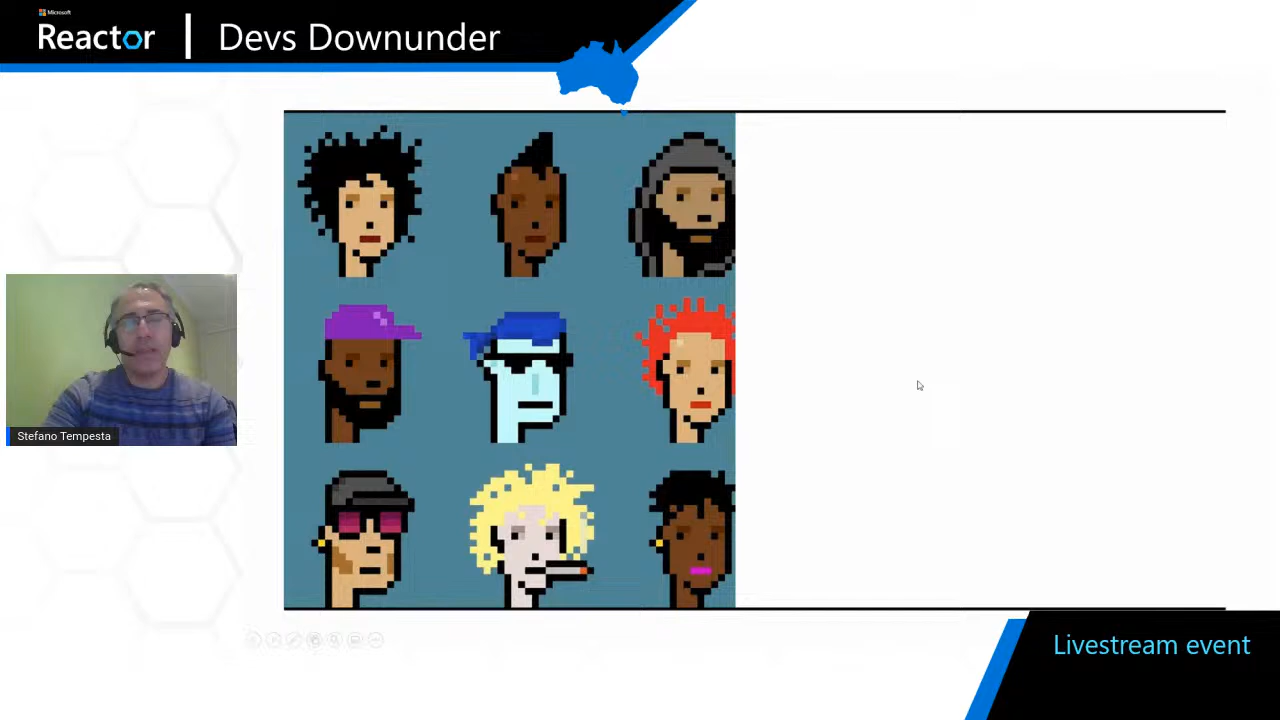 Microsoft
Reactor
Devs Downunder
Stefano Tempesta
Livestream event